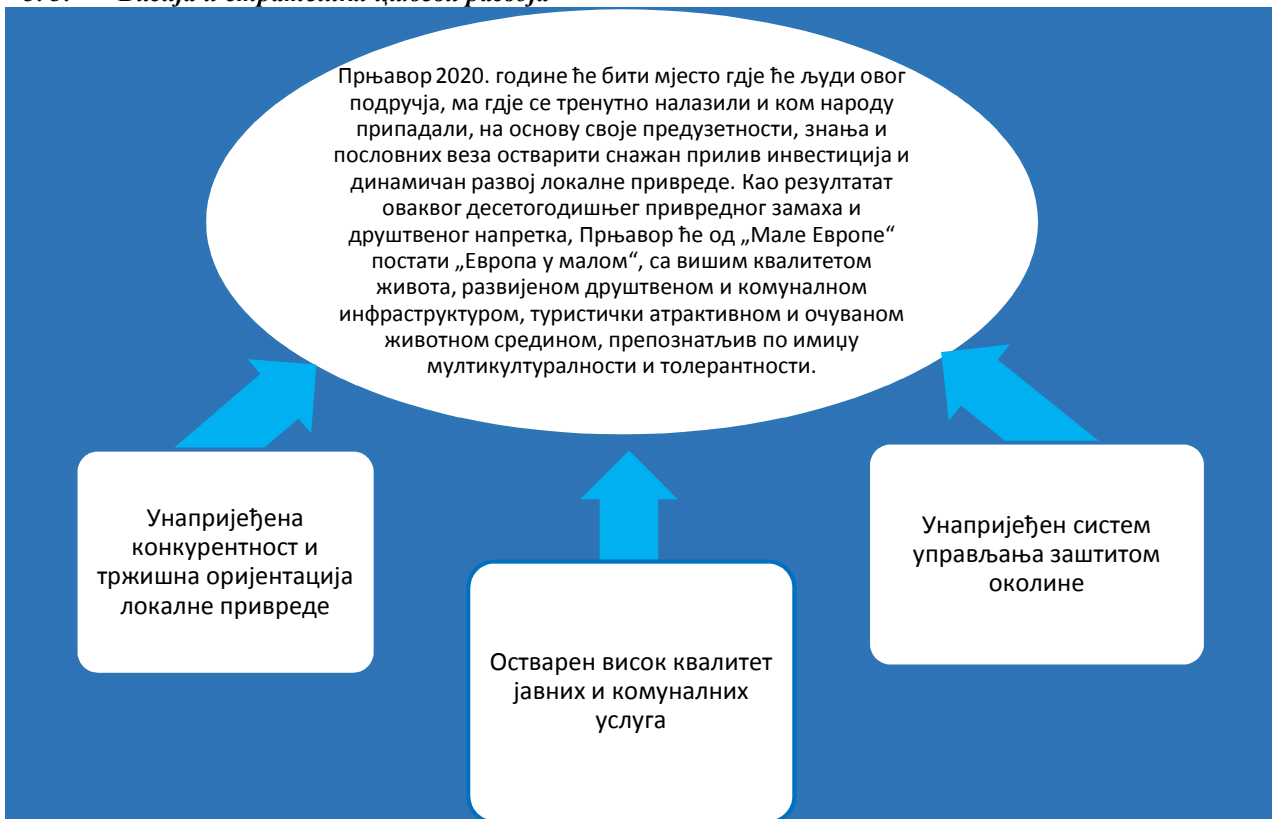 Визија и стратешки циљеви развоја
Прњавор 2020. године ће бити мјесто гдје ће људи овог
подручја, ма гдје се тренутно налазили и ком народу
припадали, на основу своје предузетности, знања и
пословних веза остварити снажан прилив инвестиција и
динамичан развој локалне привреде. Као резултатат
оваквог десетогодишњег привредног замаха и
друштвеног напретка, Прњавор ће од „Мале Европе“
постати „Европа у малом“, са вишим квалитетом
живота, развијеном друштвеном и комуналном
инфраструктуром, туристички атрактивном и очуваном
животном средином, препознатљив по имиџу
мултикултуралности и толерантности.
Унапријеђена
конкурентност и
тржишна оријентација
локалне привреде
Остварен висок квалитет
јавних и комуналних
услуга
Унапријеђен систем
управљања заштитом
околине